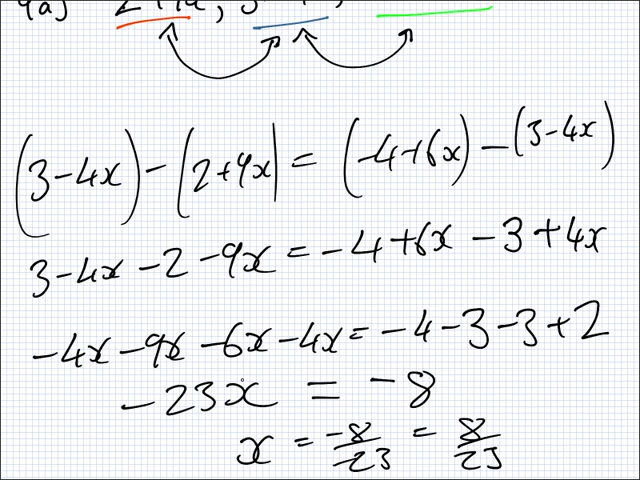 (3-4x)-(2+9x)=(-4+6x)-(3-4x)
3-4x-2-9x=-4+6x-3+4x
-4x-9x-6x-4x=-4-3-3+2
-23x=-8
x=-8/-23=8/23